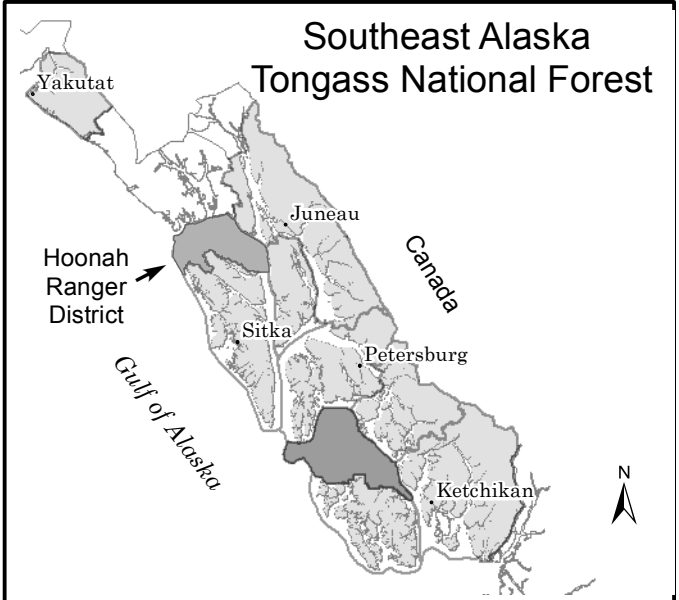 Southeast Alaska
Tongass National Forest
Yakutat
Juneau
Hoonah
Ranger
District
Canada
Sitka
Petersburg
Gulf of Alaska
Ketchikan
N